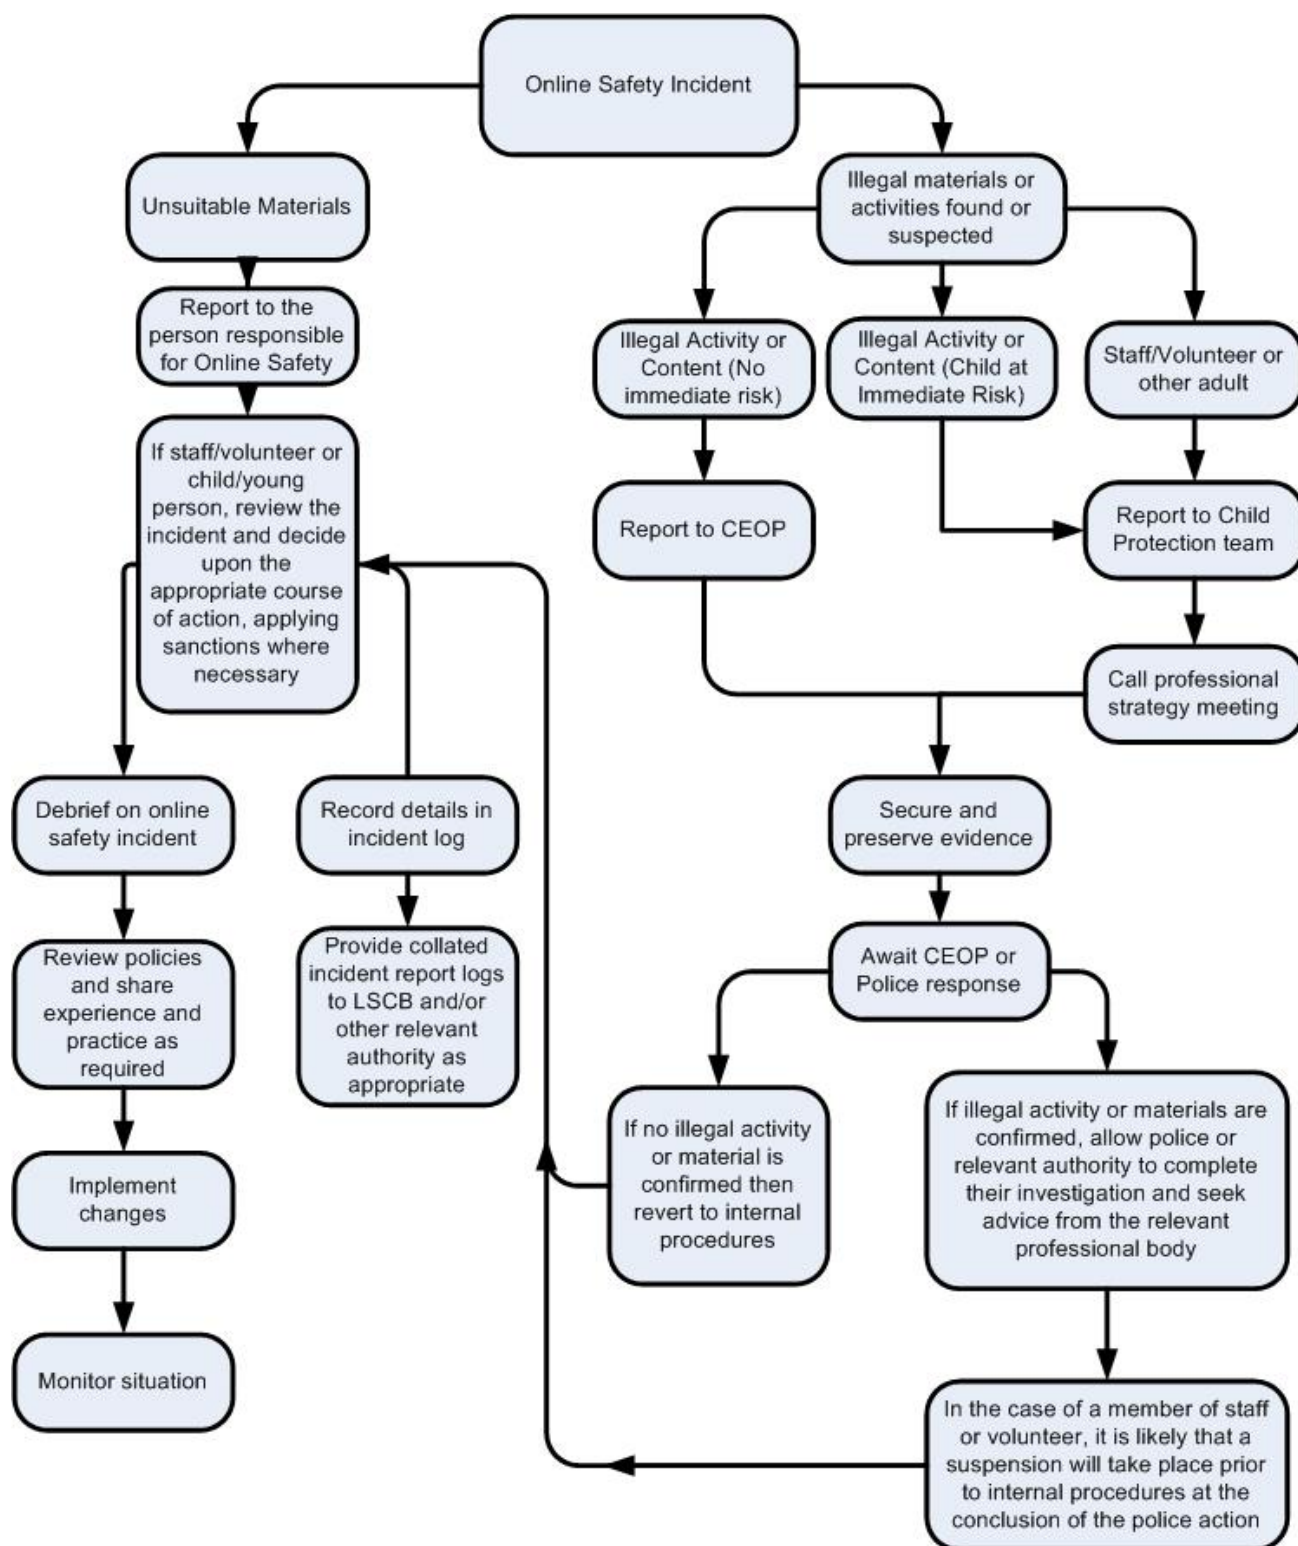 Online Safety Incident
Unsuitable Materials
Illegal materials or
activities found or
suspected
Report to the
person responsible
for Online Safety
Illegal Activity or
Content (No
immediate risk)
Illegal Activity or
Content (Child at
Immediate Risk)
Staff/Volunteer or
other adult
If staff/volunteer or
child/young
person, review the
incident and decide
upon the
appropriate course
of action, applying
sanctions where
necessary
Report to CEOP
Report to Child
Protection team
Call professional
strategy meeting
Debrief on online
safety incident
Record details in
incident log
Secure and
preserve evidence
Review policies
and share
experience and
practice as
required
Provide collated
incident report logs
to LSCB and/or
other relevant
authority as
appropriate
Await CEOP or
Police response
If no illegal activity
or material is
confirmed then
revert to internal
procedures
If illegal activity or materials are
confirmed, allow police or
relevant authority to complete
their investigation and seek
advice from the relevant
professional body
Implement
changes
Monitor situation
In the case of a member of staff
or volunteer, it is likely that a
suspension will take place prior
to internal procedures at the
conclusion of the police action